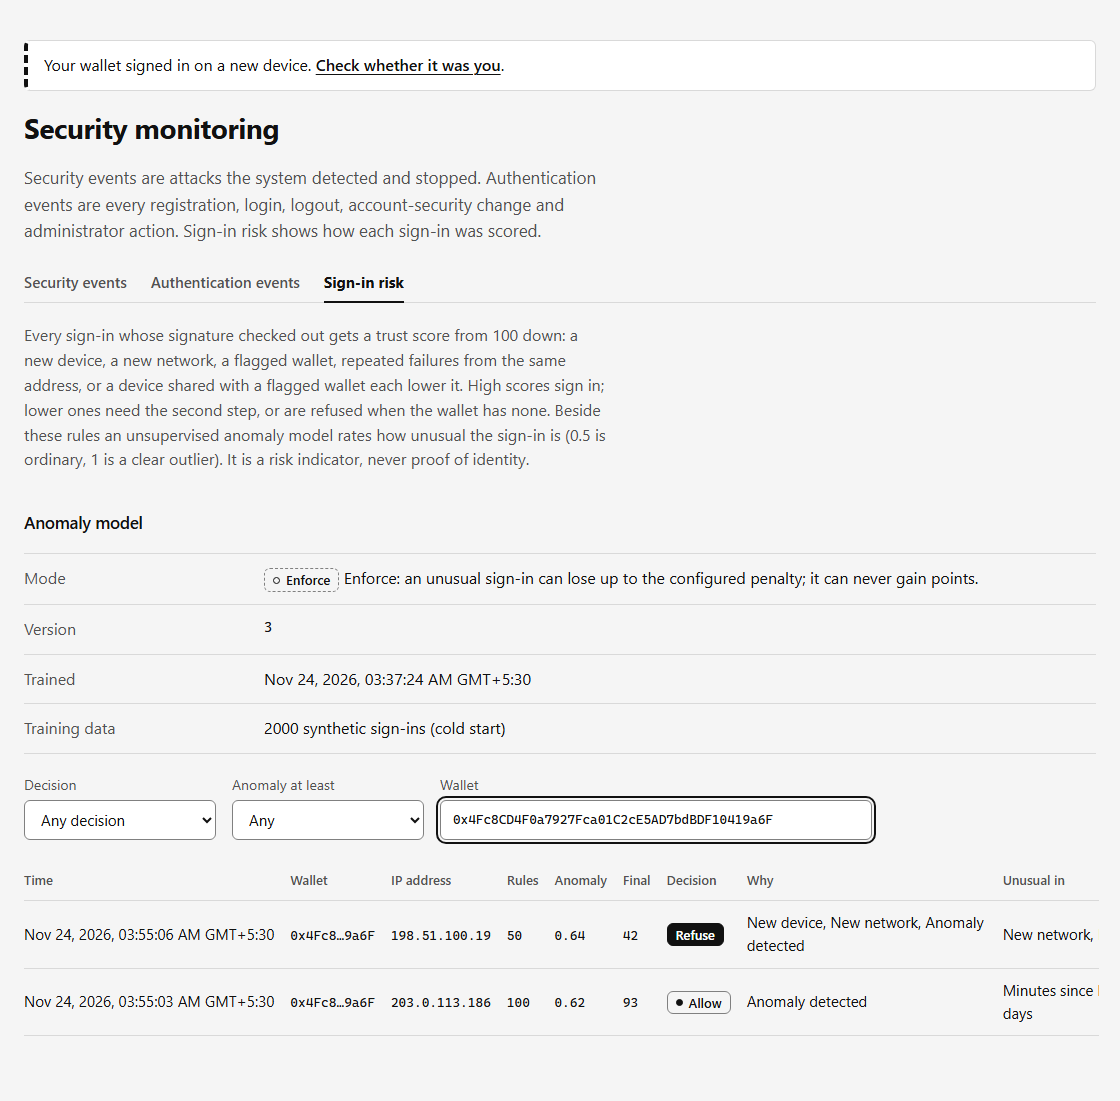 Your wallet signed in on a new device. Check whether it was you.
Security monitoring
Security events are attacks the system detected and stopped. Authentication
events are every registration, login, logout, account-security change and
administrator action. Sign-in risk shows how each sign-in was scored.
Security events Authentication events Sign-in risk
Every sign-in whose signature checked out gets a trust score from 100 down: a
new device, a new network, a flagged wallet, repeated failures from the same
address, or a device shared with a flagged wallet each lower it. High scores sign in;
lower ones need the second step, or are refused when the wallet has none. Beside
these rules an unsupervised anomaly model rates how unusual the sign-in is (0.5 is
ordinary, 1 is a clear outlier). It is a risk indicator, never proof of identity.
Anomaly model
Mode Enforce Enforce: an unusual sign-in can lose up to the configured penalty; it can never gain points.
Version 3
Trained Nov 24, 2026, 03:37:24 AM GMT+5:30
Training data 2000 synthetic sign-ins (cold start)
Decision Anomaly at least Wallet
Any decision Any 0x4Fc8CD4F0a7927Fca01C2cE5AD7bdBDF10419a6F
Time Wallet IP address Rules Anomaly Final Decision Why Unusual in
Nov 24, 2026, 03:55:06 AM GMT+5:30 0x4Fc8…9a6F 198.51.100.19 50 0.64 42 Refuse New device, New network, Anomaly
detected New network,
Nov 24, 2026, 03:55:03 AM GMT+5:30 0x4Fc8…9a6F 203.0.113.186 100 0.62 93 Allow Anomaly detected Minutes since
days